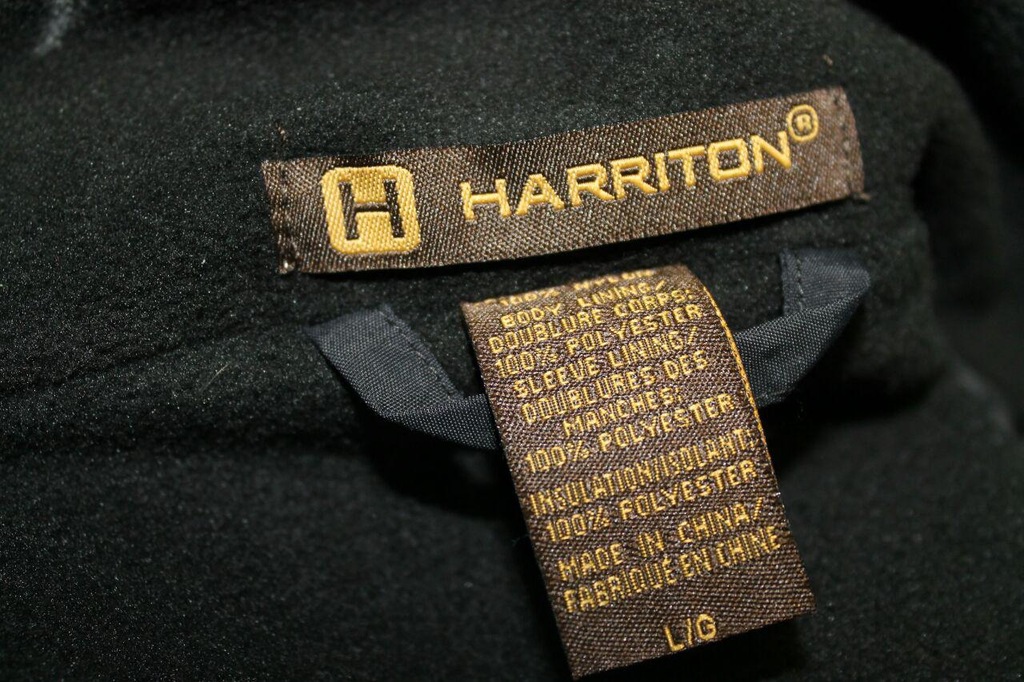 H HARRITON®
BODY LINING/
DOUBLURE CORPS:
100% POLYESTER
SLEEVE LINING/
DOUBLURES DES
MANCHES:
100% POLYESTER
INSULATION/ISOLANT:
100% POLYESTER
MADE IN CHINA/
FABRIQUÉ EN CHINE
L/G